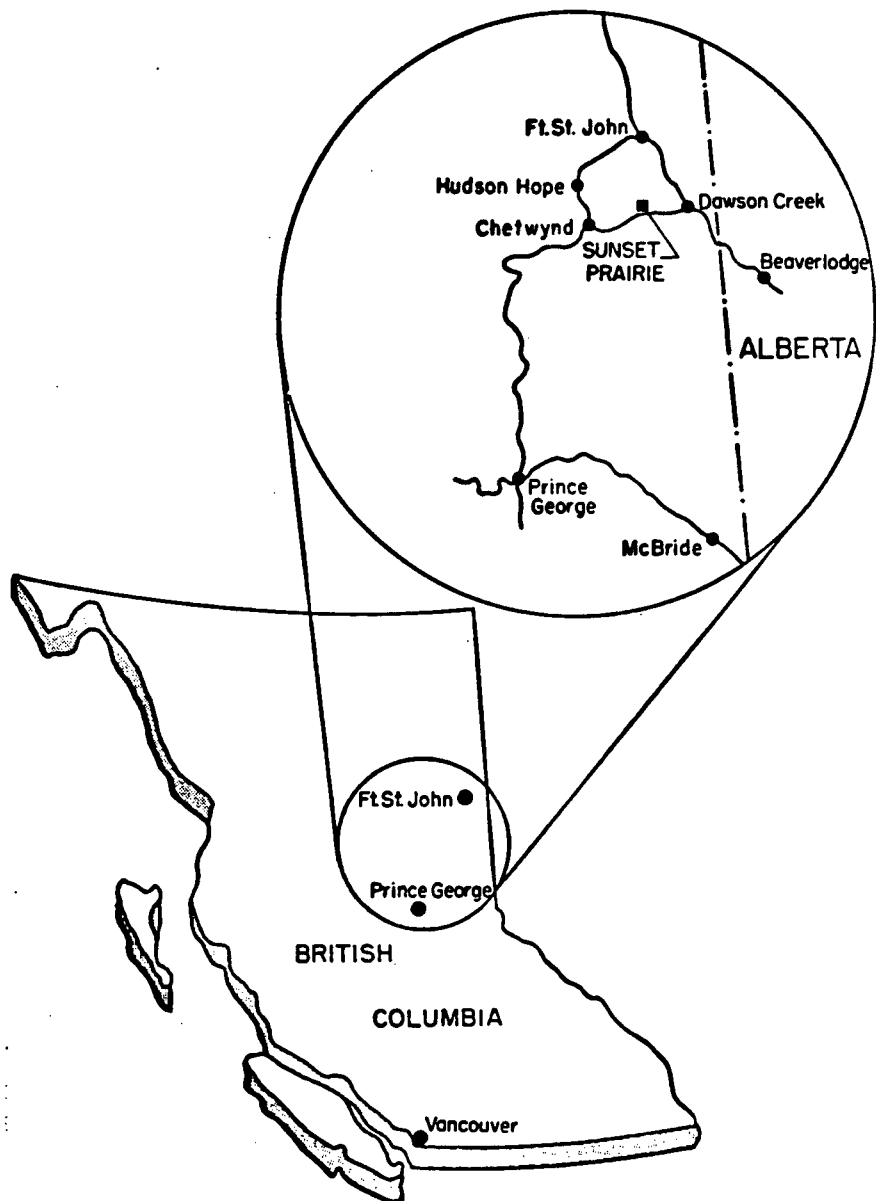 Ft. St. John
Hudson Hope
Dawson Creek
Chetwynd
SUNSET
PRAIRIE
Beaverlodge
ALBERTA
Prince
George
McBride
Ft. St. John
Prince George
BRITISH
COLUMBIA
Vancouver